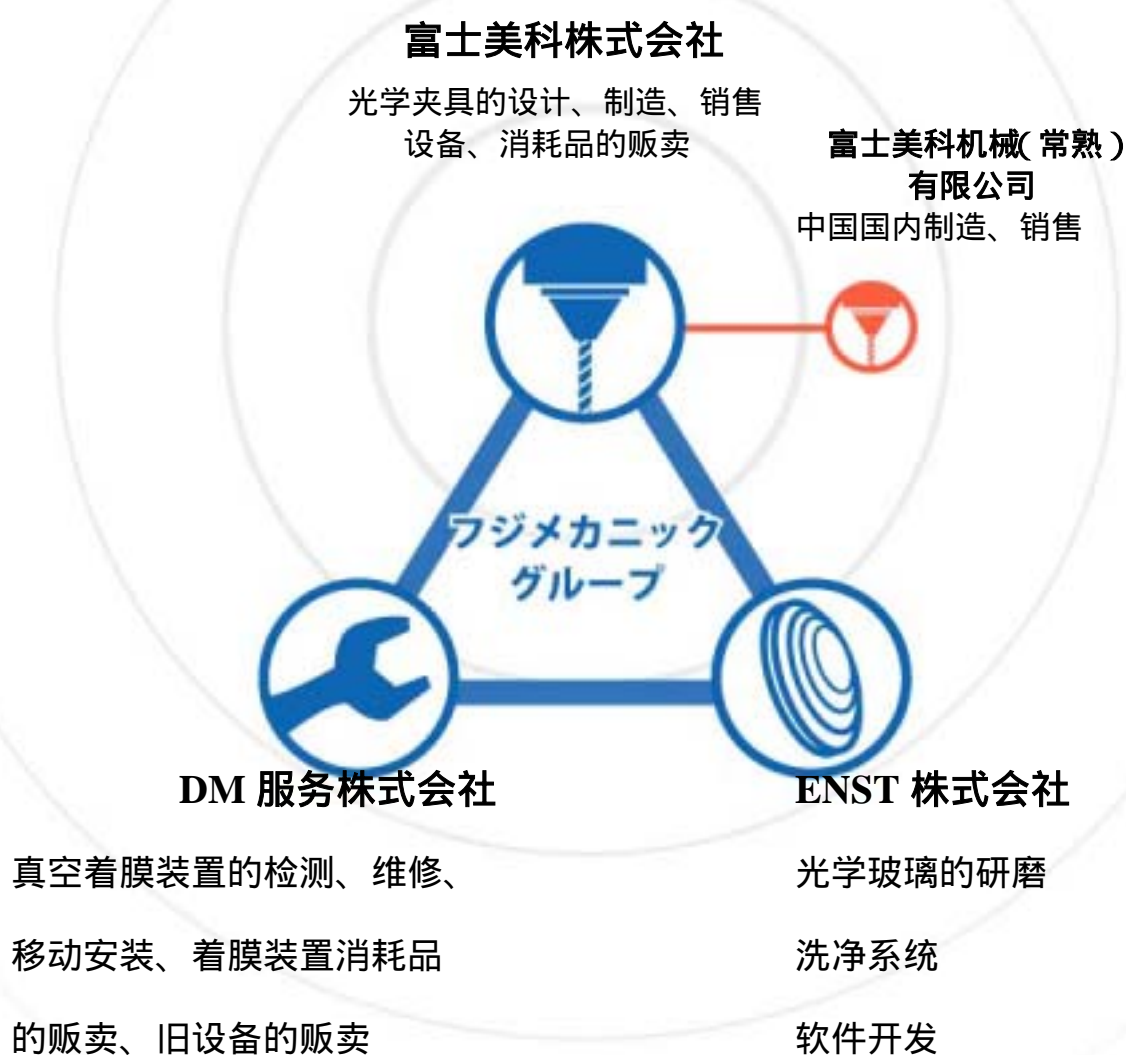 富士美科株式会社
光学夹具的设计、制造、销售
设备、消耗品的贩卖
富士美科机械(常熟)
有限公司
中国国内制造、销售
フジメカニック
グループ
DM 服务株式会社
真空着膜装置的检测、维修、
移动安装、着膜装置消耗品
的贩卖、旧设备的贩卖
ENST 株式会社
光学玻璃的研磨
洗净系统
软件开发